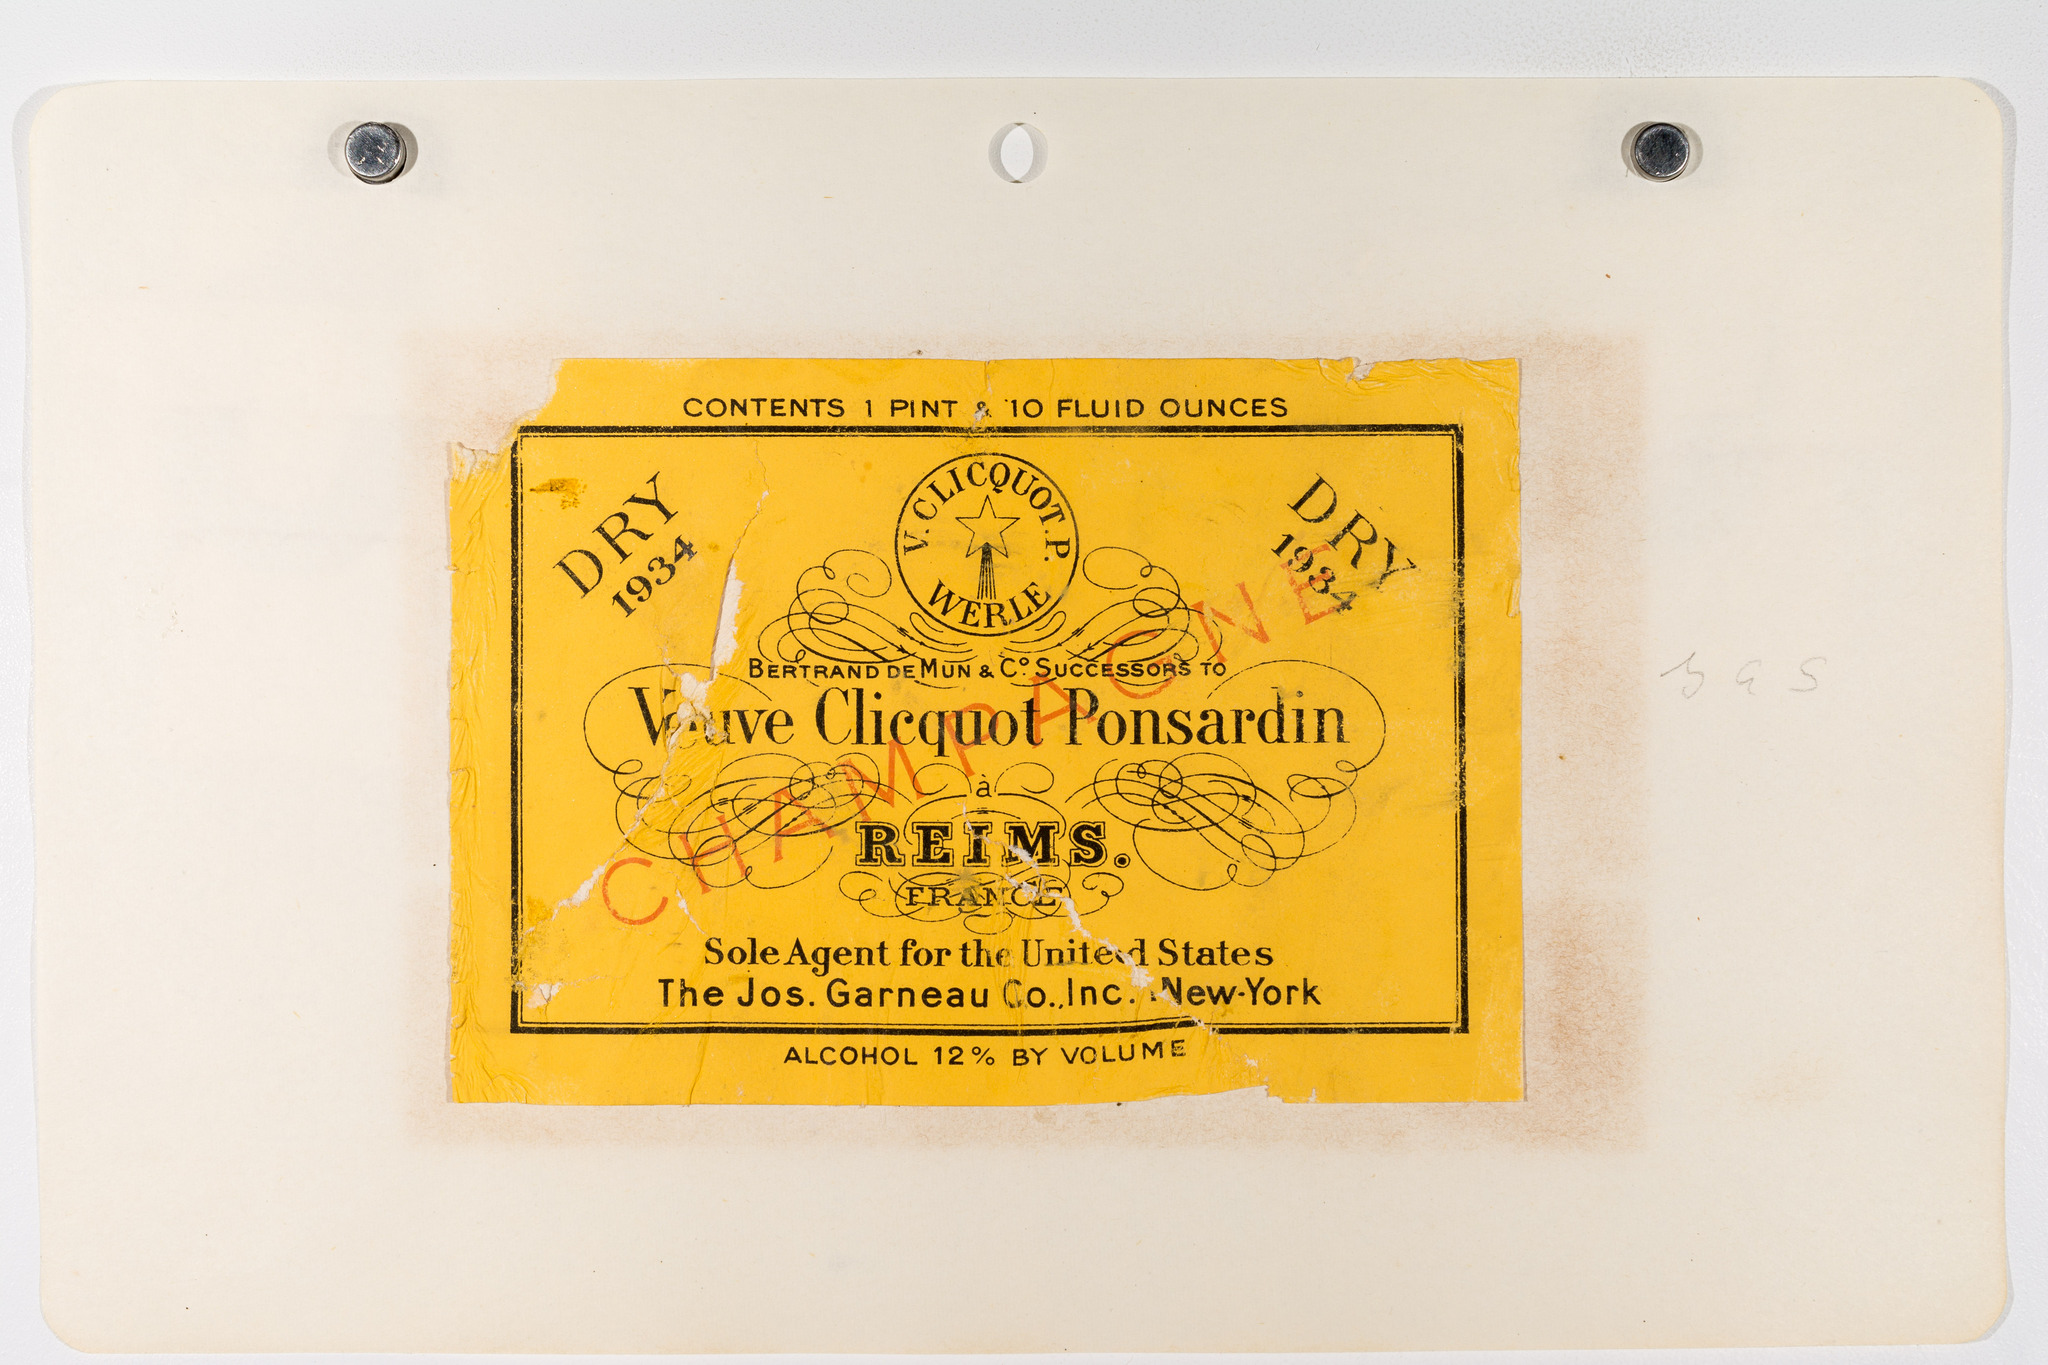 CONTENTS 1 PINT & 10 FLUID OUNCES
DRY
1934
V. CLICQUOT. P.
WERLE
DRY
1934
BERTRAND DE MUN & Cº SUCCESSORS TO
Veuve Clicquot Ponsardin
à
REIMS.
FRANCE
CHAMPAGNE
Sole Agent for the United States
The Jos. Garneau Co., Inc. New-York
ALCOHOL 12% BY VOLUME